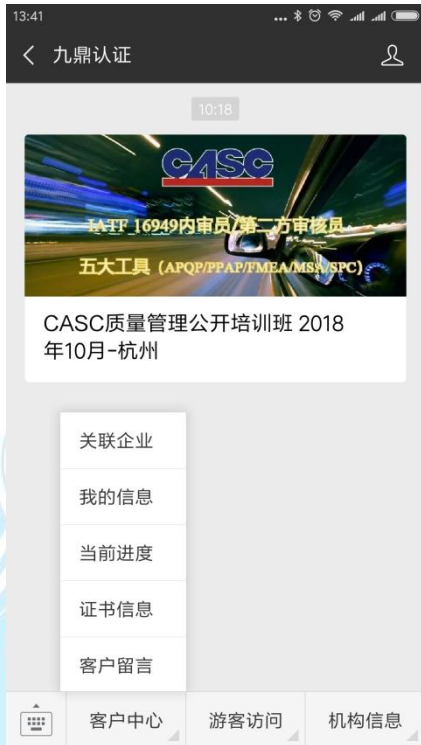 13:41
九鼎认证
10:18
CASC
IATF 16949内审员/第二方审核员
五大工具 (APQP/PPAP/FMEA/MSA/SPC)
CASC质量管理公开培训班 2018
年10月-杭州
关联企业
我的信息
当前进度
证书信息
客户留言
客户中心
游客访问
机构信息